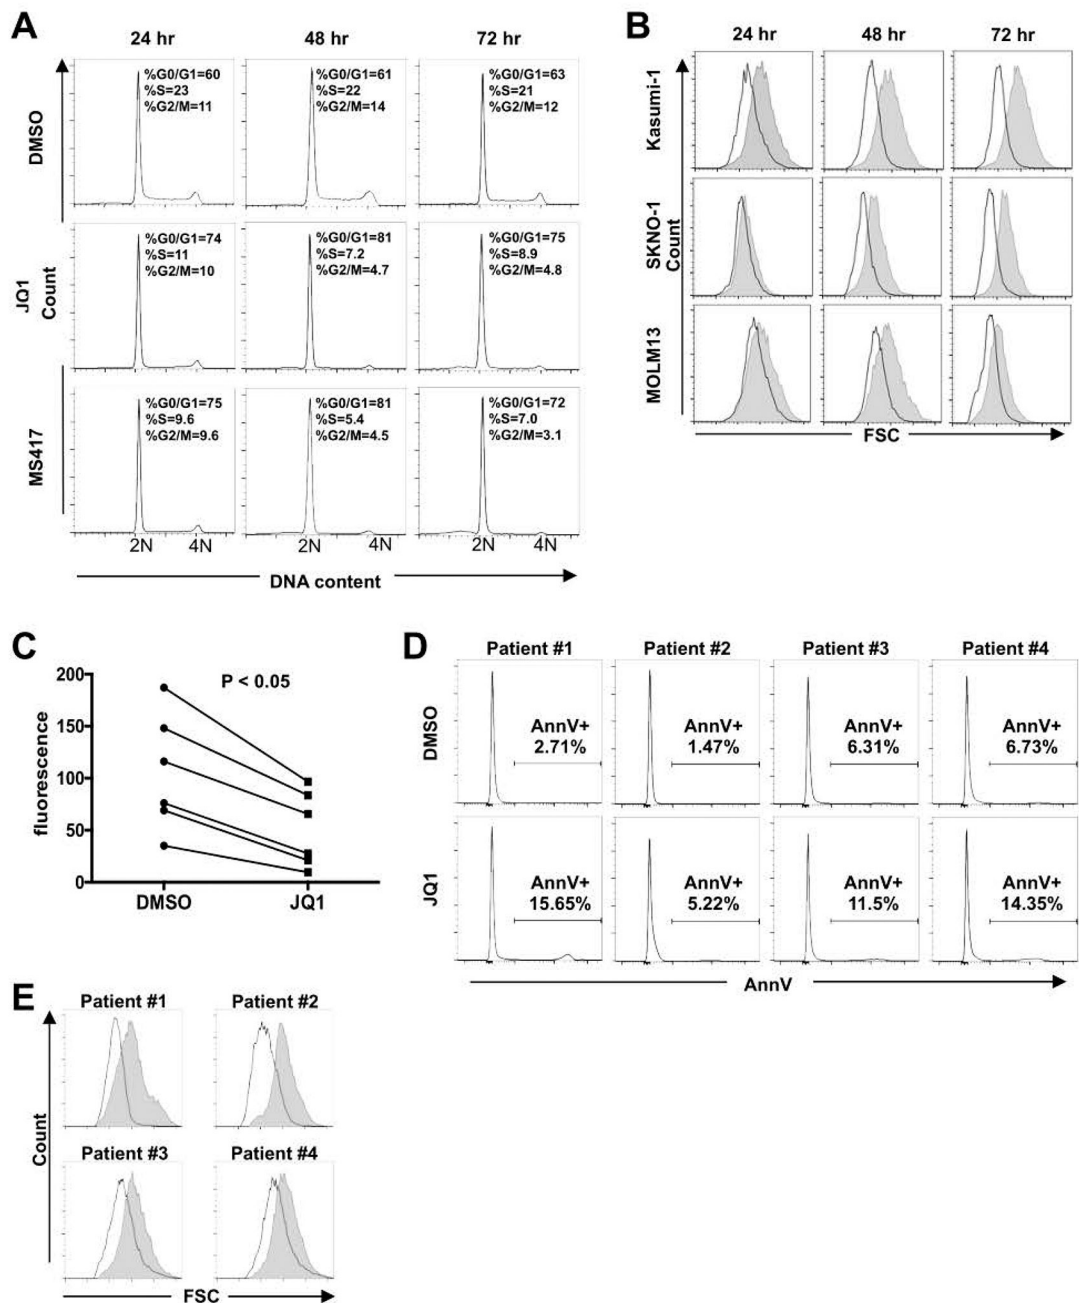 A
24 hr
48 hr
72 hr
DMSO
%G0/G1=60
%S=23
%G2/M=11
%G0/G1=61
%S=22
%G2/M=14
%G0/G1=63
%S=21
%G2/M=12
JQ1
Count
%G0/G1=74
%S=11
%G2/M=10
%G0/G1=81
%S=7.2
%G2/M=4.7
%G0/G1=75
%S=8.9
%G2/M=4.8
MS417
%G0/G1=75
%S=9.6
%G2/M=9.6
%G0/G1=81
%S=5.4
%G2/M=4.5
%G0/G1=72
%S=7.0
%G2/M=3.1
2N
4N
2N
4N
2N
4N
DNA content
B
24 hr
48 hr
72 hr
Kasumi-1
SKNO-1
Count
MOLM13
FSC
C
fluorescence
200
150
100
50
0
P < 0.05
DMSO
JQ1
D
Patient #1
Patient #2
Patient #3
Patient #4
DMSO
AnnV+
2.71%
AnnV+
1.47%
AnnV+
6.31%
AnnV+
6.73%
JQ1
AnnV+
15.65%
AnnV+
5.22%
AnnV+
11.5%
AnnV+
14.35%
AnnV
E
Patient #1
Patient #2
Count
Patient #3
Patient #4
FSC